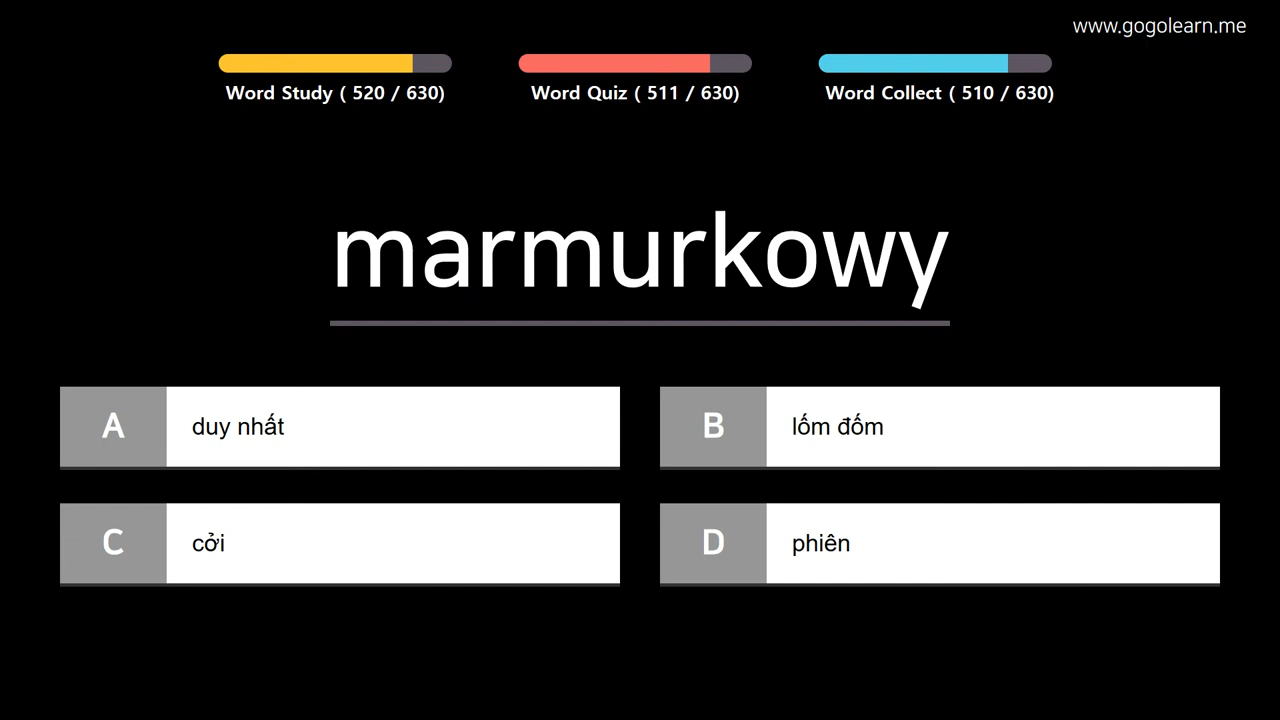 www.gogolearn.me
Word Study ( 520 / 630)
Word Quiz ( 511 / 630)
Word Collect ( 510 / 630)
marmurkowy
A duy nhất
B lốm đốm
C cởi
D phiên